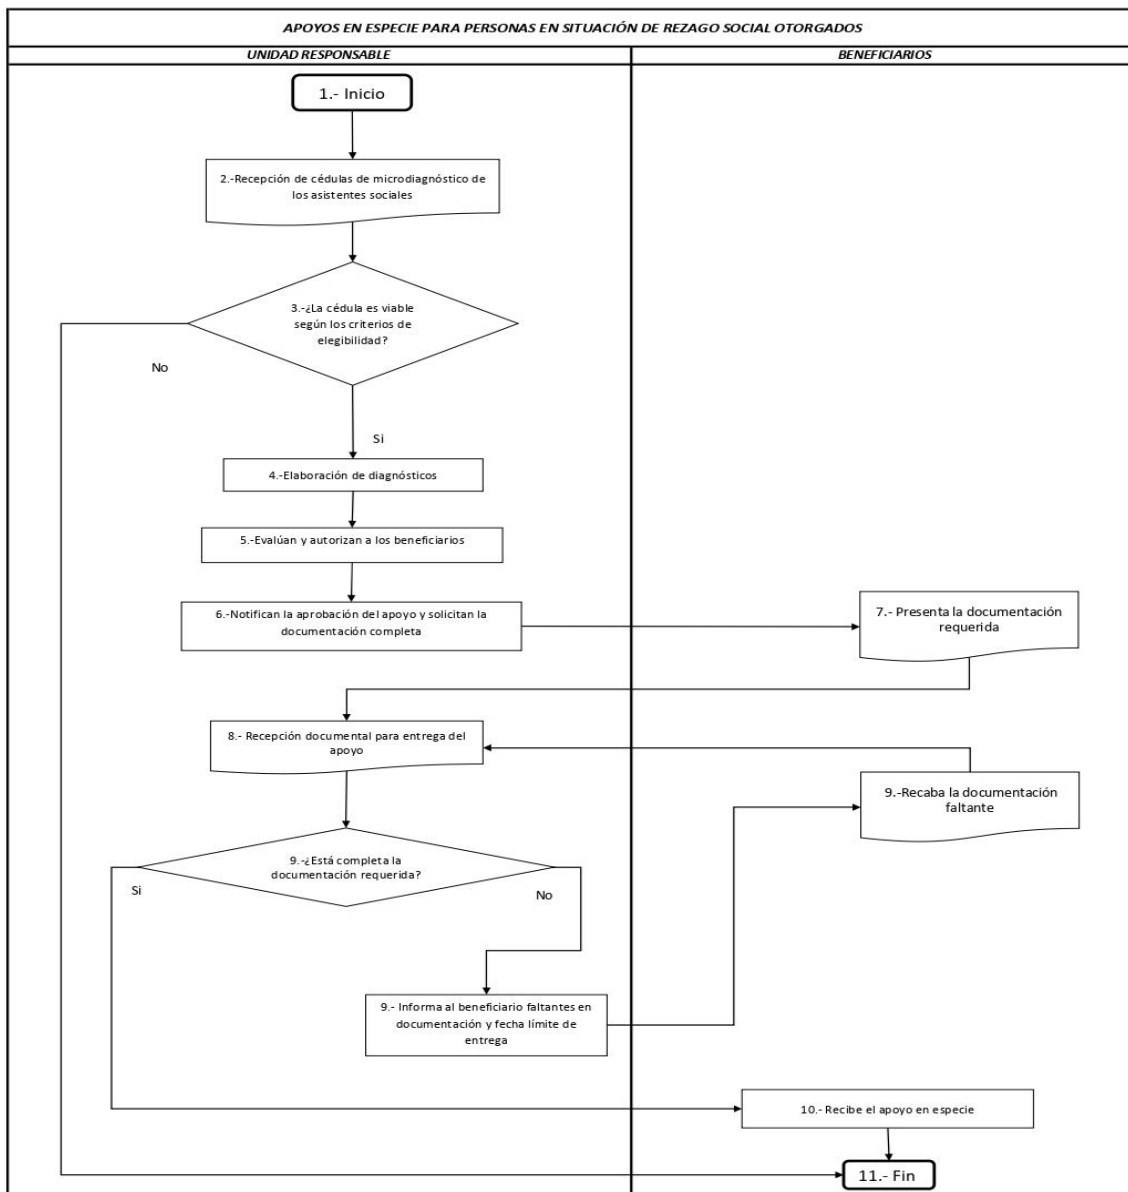 APOYOS EN ESPECIE PARA PERSONAS EN SITUACIÓN DE REZAGO SOCIAL OTORGADOS
UNIDAD RESPONSABLE
BENEFICIARIOS
1.- Inicio
2.-Recepción de cédulas de microdiagnóstico de
los asistentes sociales
3.-¿La cédula es viable
según los criterios de
elegibilidad?
No
Si
4.-Elaboración de diagnósticos
5.-Evalúan y autorizan a los beneficiarios
6.-Notifican la aprobación del apoyo y solicitan la
documentación completa
7.- Presenta la documentación
requerida
8.- Recepción documental para entrega del
apoyo
9.-Recaba la documentación
faltante
9.-¿Está completa la
documentación requerida?
Si
No
9.- Informa al beneficiario faltantes en
documentación y fecha límite de
entrega
10.- Recibe el apoyo en especie
11.- Fin